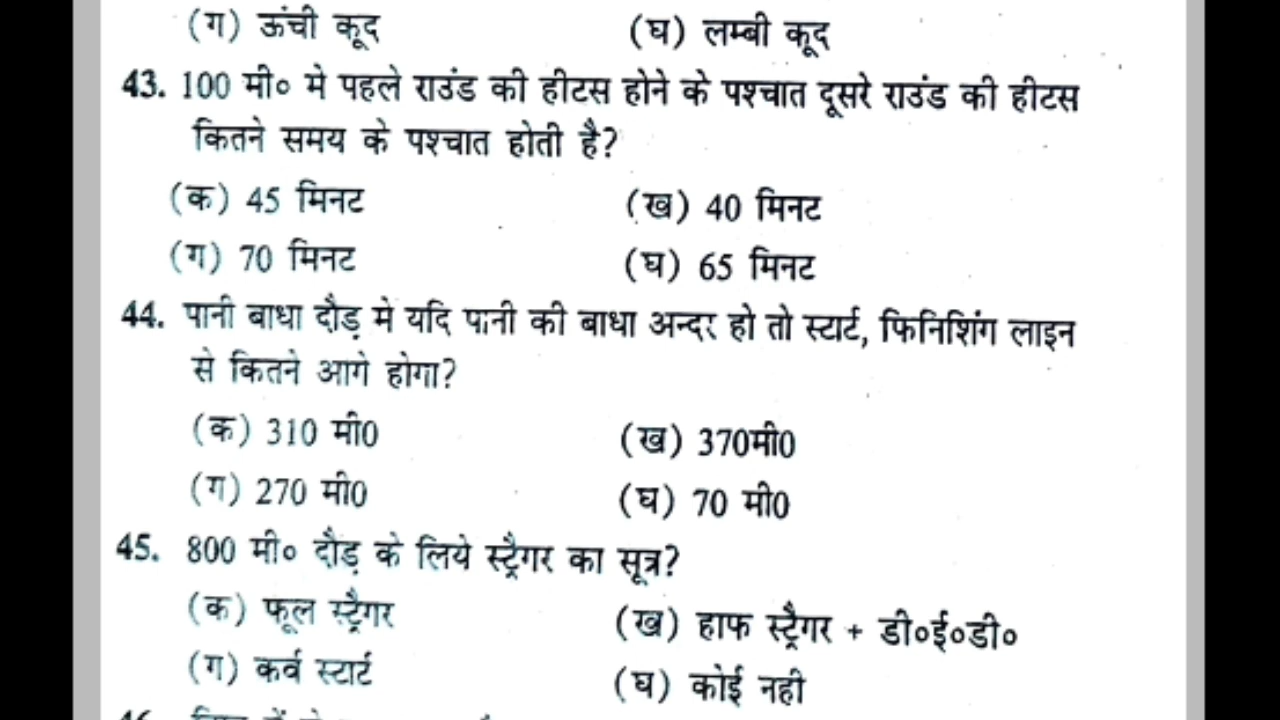 (ग) ऊंची कूद (घ) लम्बी कूद
43. 100 मी० मे पहले राउंड की हीटस होने के पश्चात दूसरे राउंड की हीटस
कितने समय के पश्चात होती है?
(क) 45 मिनट (ख) 40 मिनट
(ग) 70 मिनट (घ) 65 मिनट
44. पानी बाधा दौड़ मे यदि पानी की बाधा अन्दर हो तो स्टार्ट, फिनिशिंग लाइन
से कितने आगे होगा?
(क) 310 मी0 (ख) 370मी0
(ग) 270 मी0 (घ) 70 मी0
45. 800 मी० दौड़ के लिये स्ट्रैगर का सूत्र?
(क) फूल स्ट्रैगर (ख) हाफ स्ट्रैगर + डी०ई०डी०
(ग) कर्व स्टार्ट (घ) कोई नही